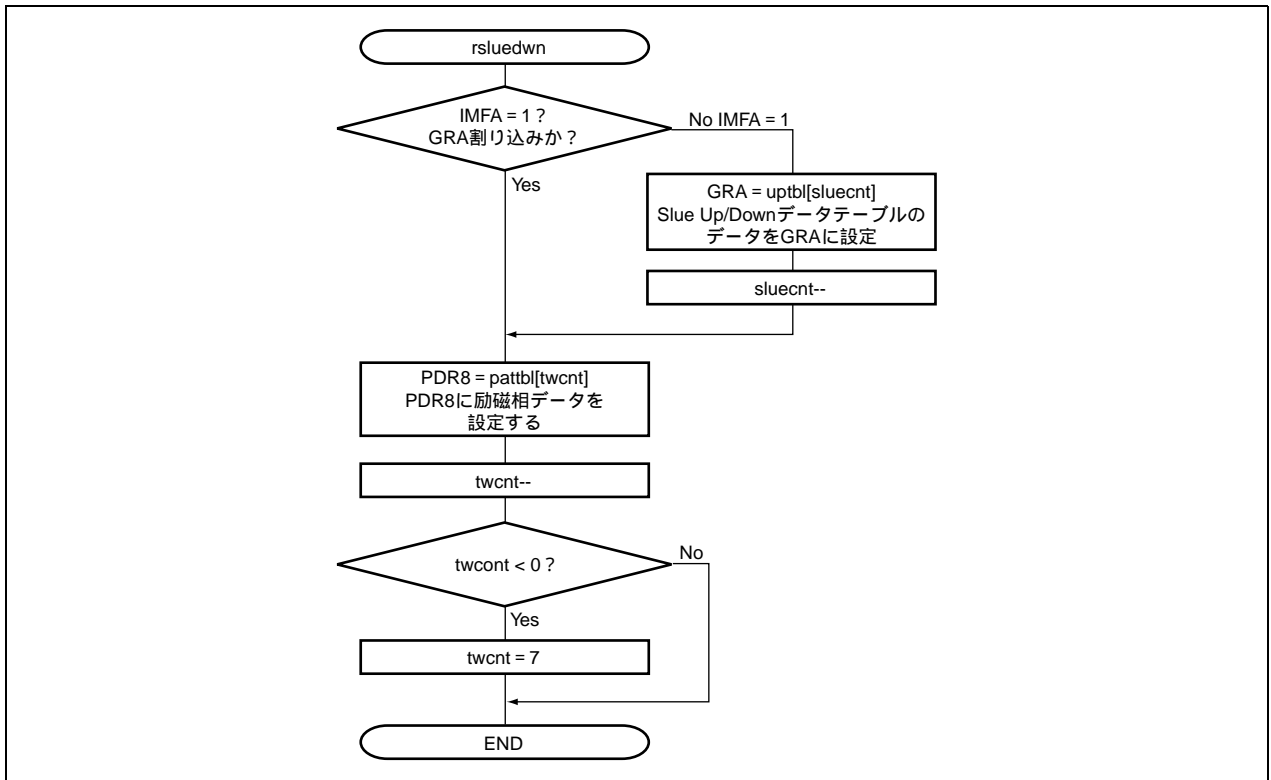 rsluedwn
IMFA = 1?
GRA割り込みか?
No IMFA = 1
Yes
GRA = uptbl[sluecnt]
Slue Up/Downデータテーブルの
データをGRAに設定
sluecnt--
PDR8 = pattbl[twcnt]
PDR8に励磁相データを
設定する
twcnt--
twcont < 0?
No
Yes
twcnt = 7
END